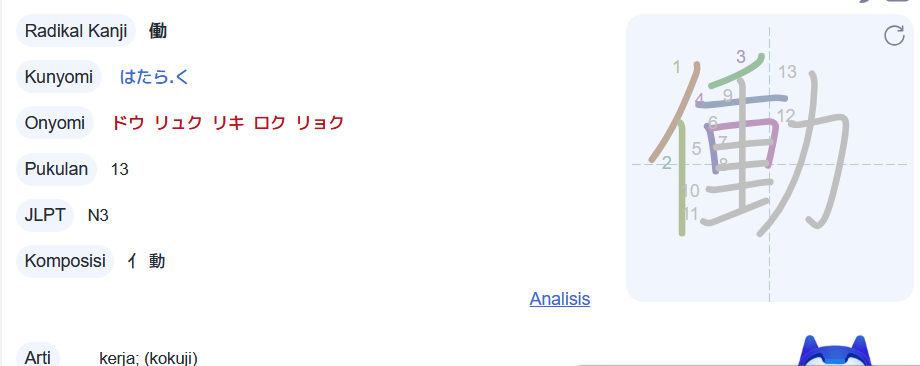 Radikal Kanji 働
Kunyomi はたら.く
Onyomi ドウ リュク リキ ロク リョク
Pukulan 13
JLPT N3
Komposisi 亻 動
Analisis
Arti kerja; (kokuji)
働
1
2
3
4
5
6
7
8
9
10
11
12
13